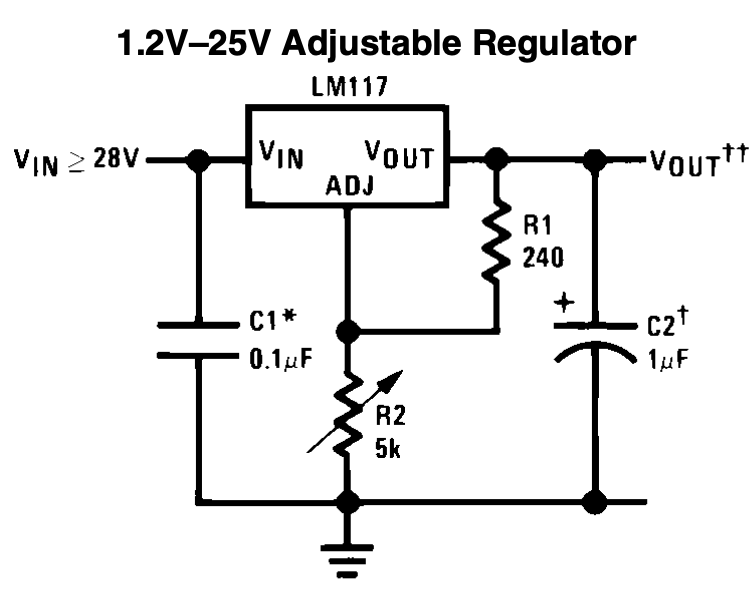 1.2V–25V Adjustable Regulator
LM117
VIN ≥ 28V
VIN
VOUT
ADJ
VOUT††
R1
240
C1*
0.1μF
+
C2†
1μF
R2
5k